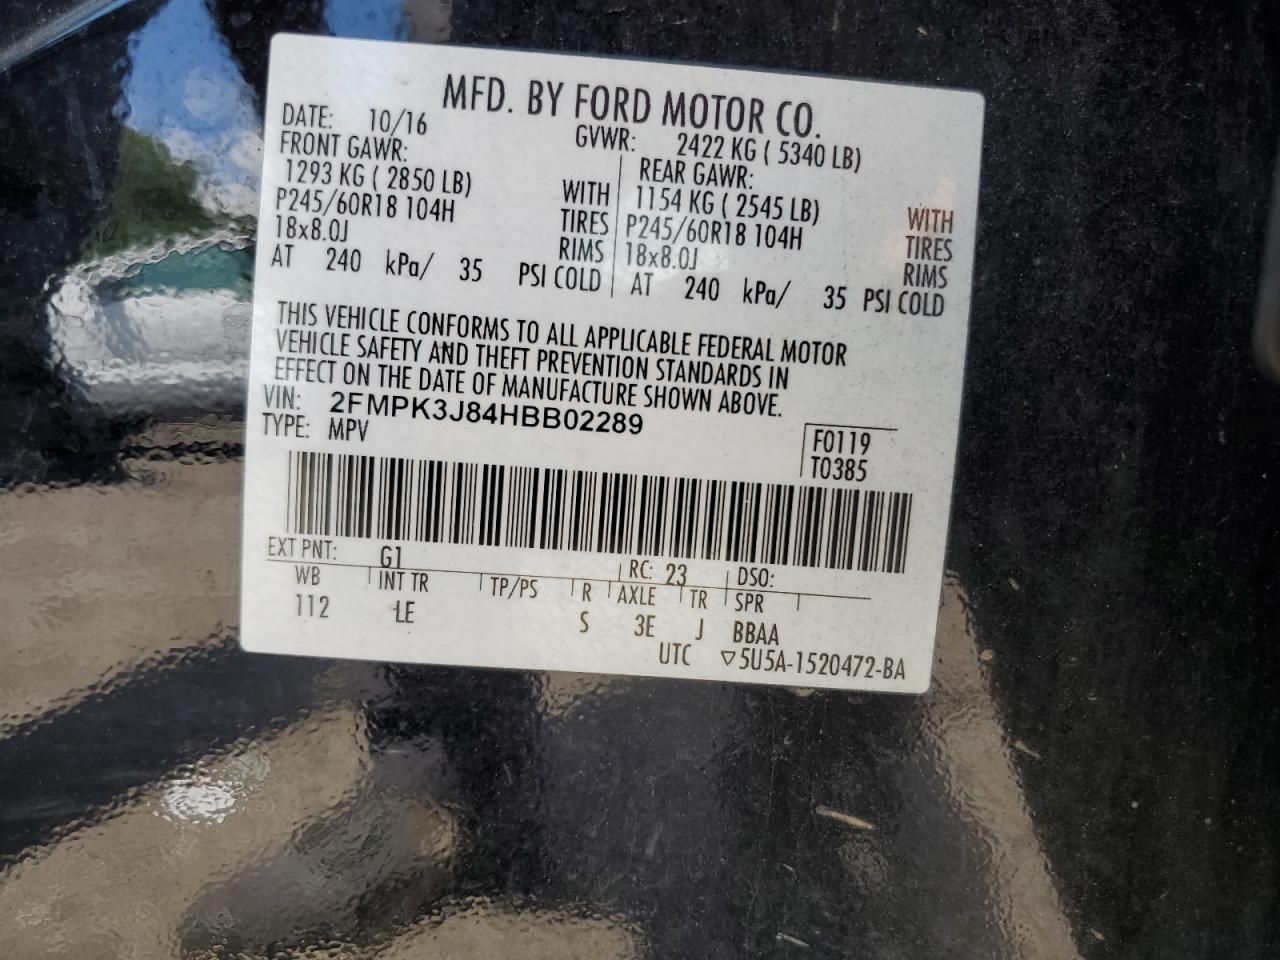 MFD. BY FORD MOTOR CO.
DATE: 10/16 GVWR: 2422 KG ( 5340 LB)
FRONT GAWR: REAR GAWR:
1293 KG ( 2850 LB) WITH 1154 KG ( 2545 LB) WITH
P245/60R18 104H TIRES P245/60R18 104H TIRES
18x8.0J RIMS 18x8.0J RIMS
AT 240 kPa/ 35 PSI COLD AT 240 kPa/ 35 PSI COLD
THIS VEHICLE CONFORMS TO ALL APPLICABLE FEDERAL MOTOR
VEHICLE SAFETY AND THEFT PREVENTION STANDARDS IN
EFFECT ON THE DATE OF MANUFACTURE SHOWN ABOVE.
VIN: 2FMPK3J84HBB02289
TYPE: MPV
F0119
T0385
EXT PNT: G1 RC: 23 DSO:
WB INT TR TP/PS R AXLE TR SPR
112 LE S 3E J BBAA
UTC ▽5U5A-1520472-BA